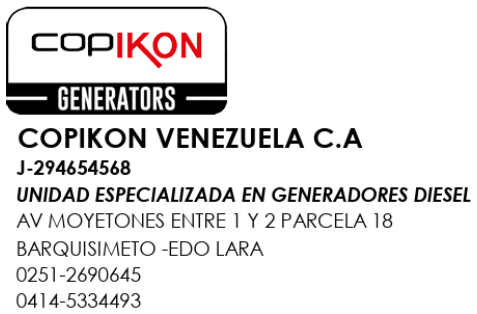 COPIKON
GENERATORS
COPIKON VENEZUELA C.A
J-294654568
UNIDAD ESPECIALIZADA EN GENERADORES DIESEL
AV MOYETONES ENTRE 1 Y 2 PARCELA 18
BARQUISIMETO -EDO LARA
0251-2690645
0414-5334493